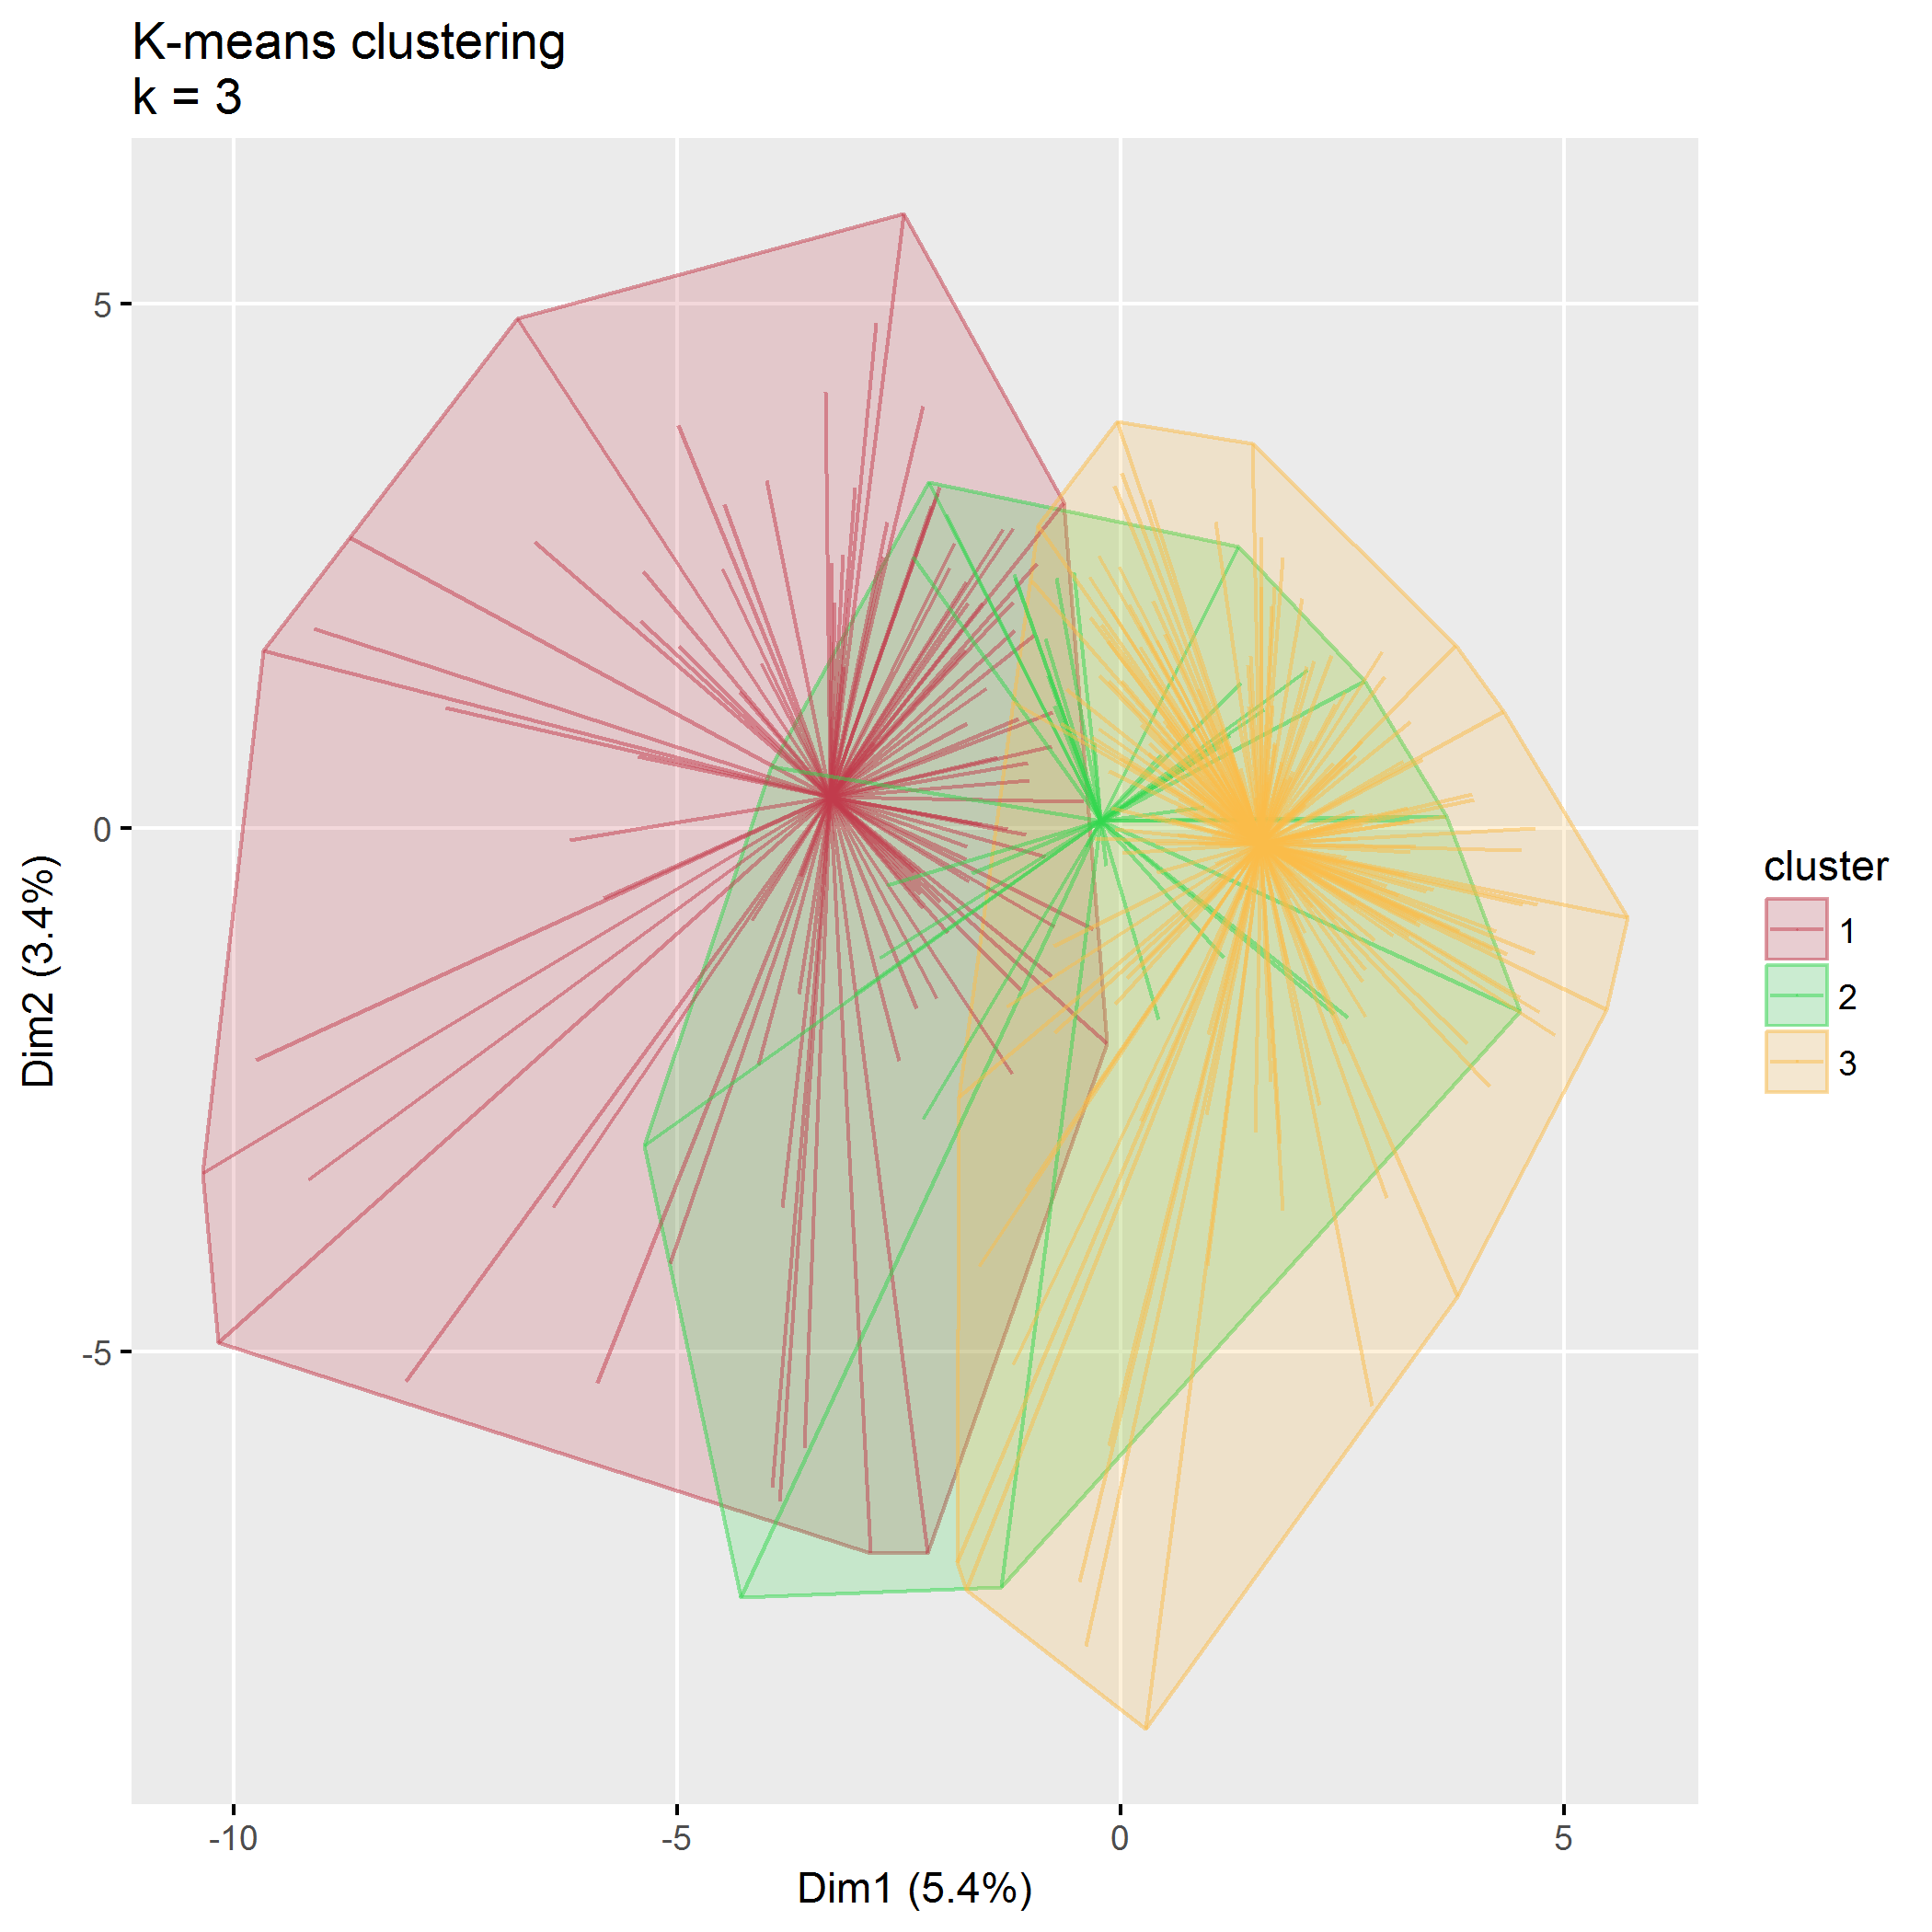 K-means clustering
k = 3
5
0
-5
Dim2 (3.4%)
-10
-5
0
5
Dim1 (5.4%)
cluster
1
2
3